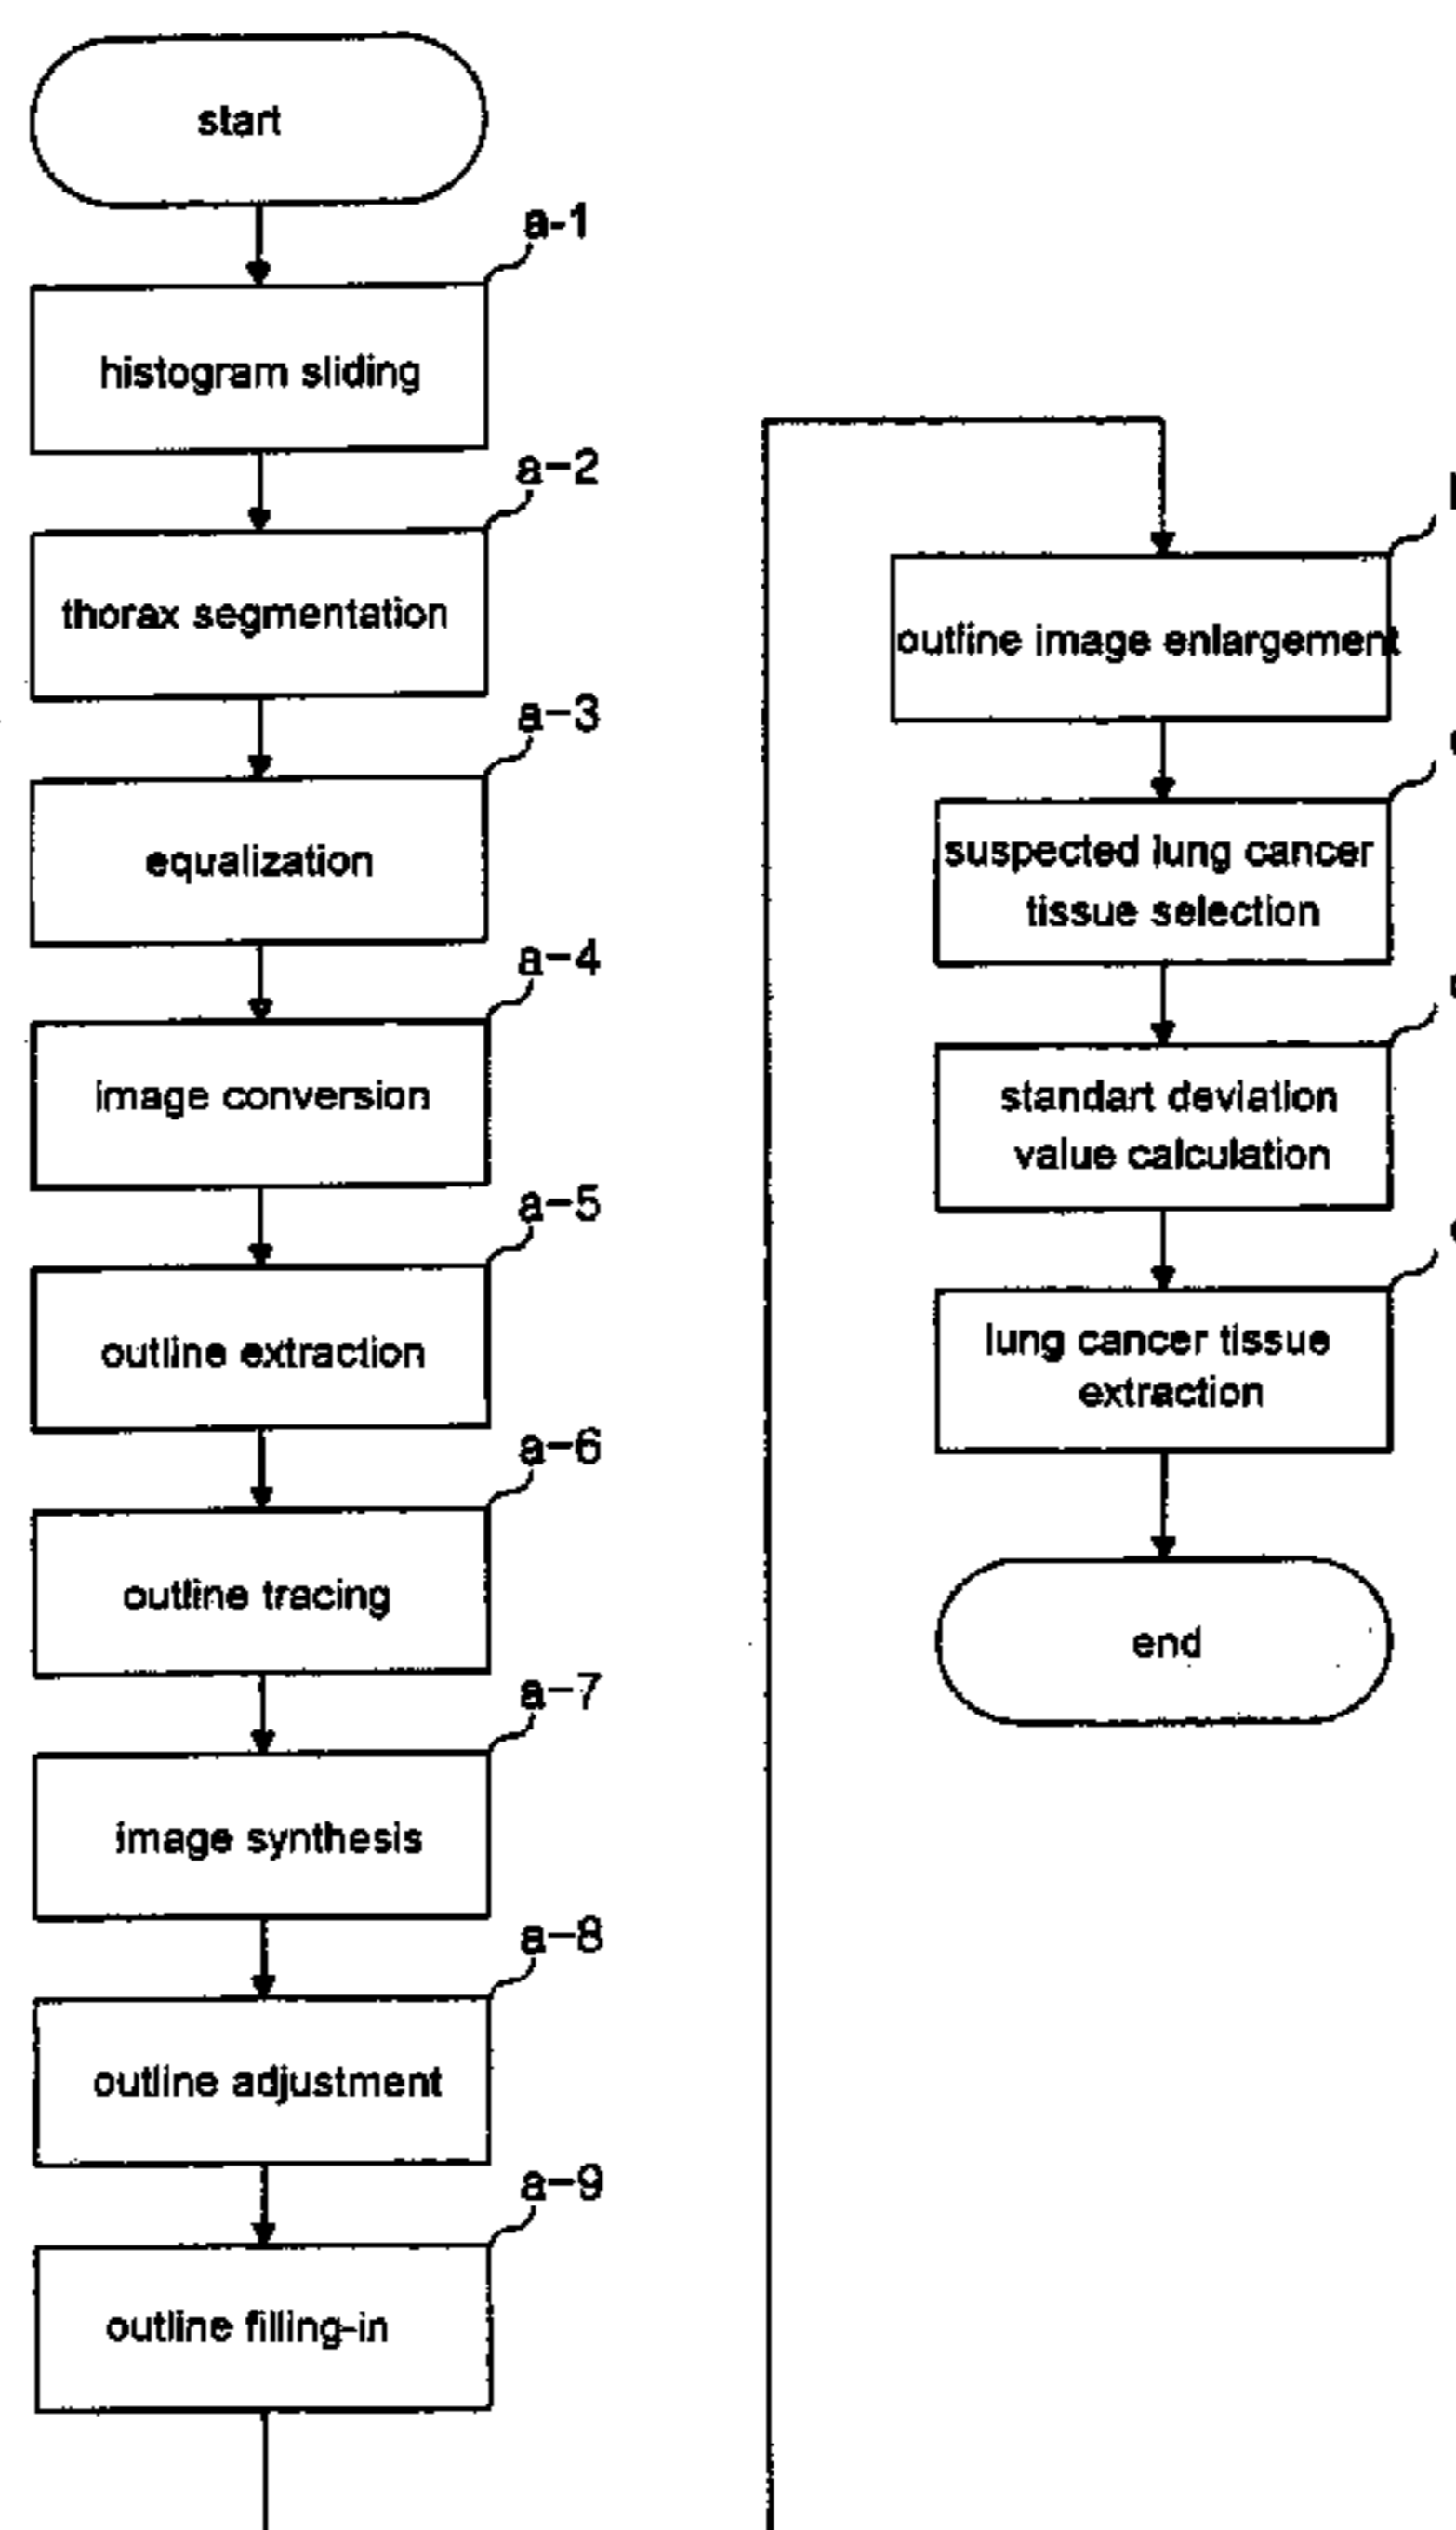 start
a-1
histogram sliding
a-2
thorax segmentation
a-3
equalization
a-4
image conversion
a-5
outline extraction
a-6
outline tracing
a-7
image synthesis
a-8
outline adjustment
a-9
outline filling-in
outline image enlargement
suspected lung cancer
tissue selection
standart deviation
value calculation
lung cancer tissue
extraction
end